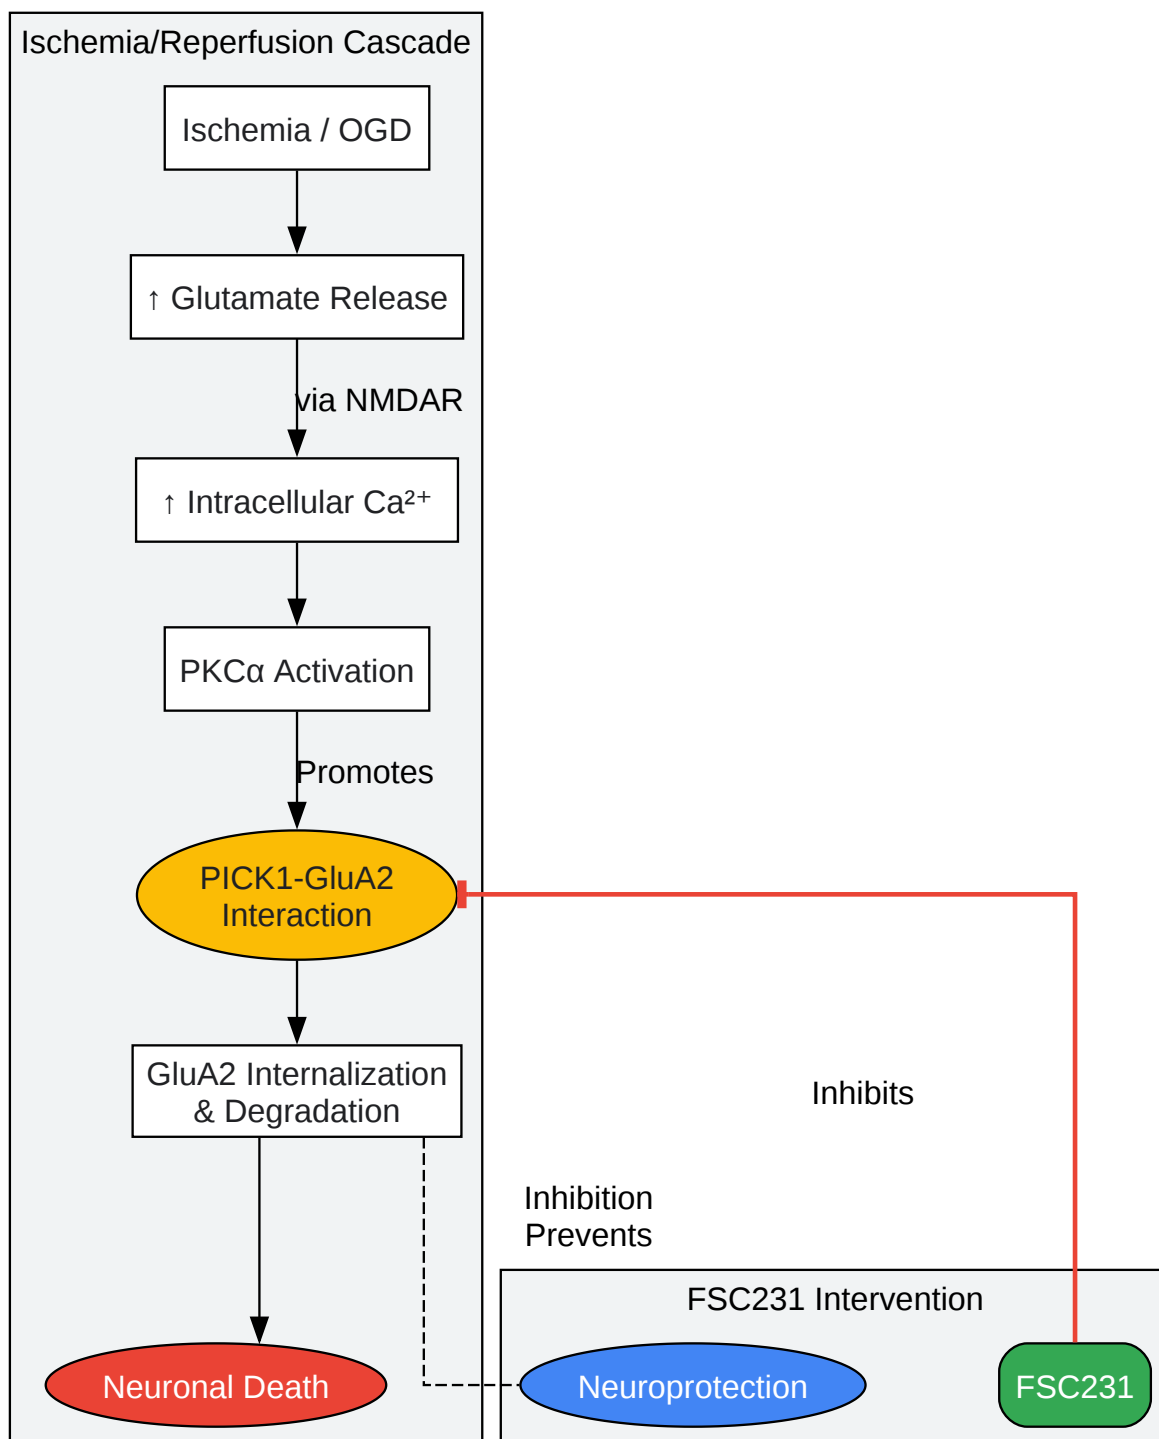 Ischemia/Reperfusion Cascade
Ischemia / OGD
↑ Glutamate Release
via NMDAR
↑ Intracellular Ca²⁺
PKCα Activation
Promotes
PICK1-GluA2
Interaction
GluA2 Internalization
& Degradation
Inhibits
Inhibition
Prevents
FSC231 Intervention
Neuronal Death
Neuroprotection
FSC231